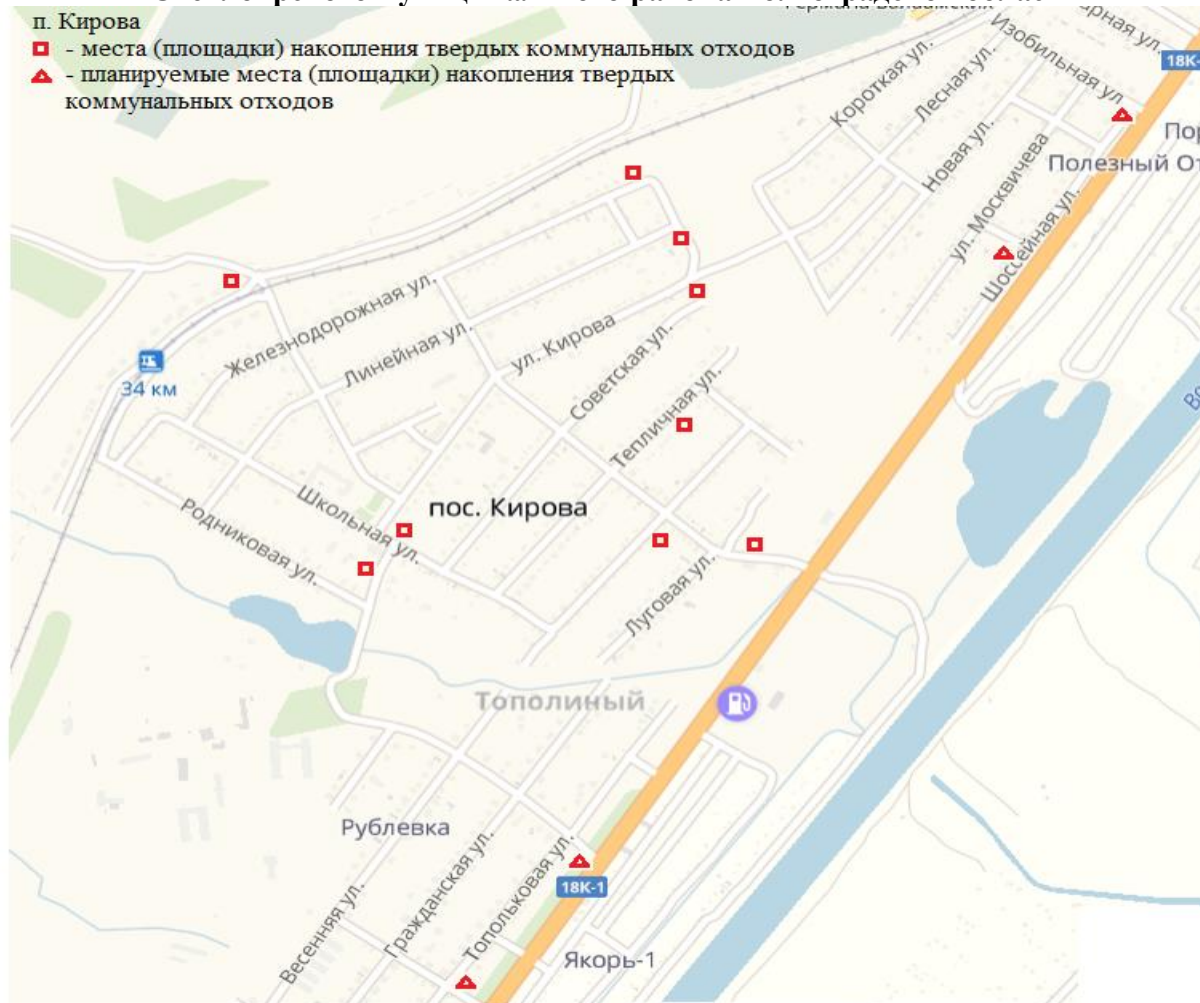 п. Кирова
- места (площадки) накопления твердых коммунальных отходов
- планируемые места (площадки) накопления твердых
коммунальных отходов
Изобильная ул.
18К-
Короткая ул.
Лесная ул.
Новая ул.
ул. Москвичева
Шоссейная ул.
Полезный От
34 км
Железнодорожная ул.
Линейная ул.
ул. Кирова
Советская ул.
Тепличная ул.
пос. Кирова
Школьная ул.
Родниковая ул.
Луговая ул.
Тополиный
Рублевка
Весенняя ул.
Гражданская ул.
Топольковая ул.
18К-1
Якорь-1